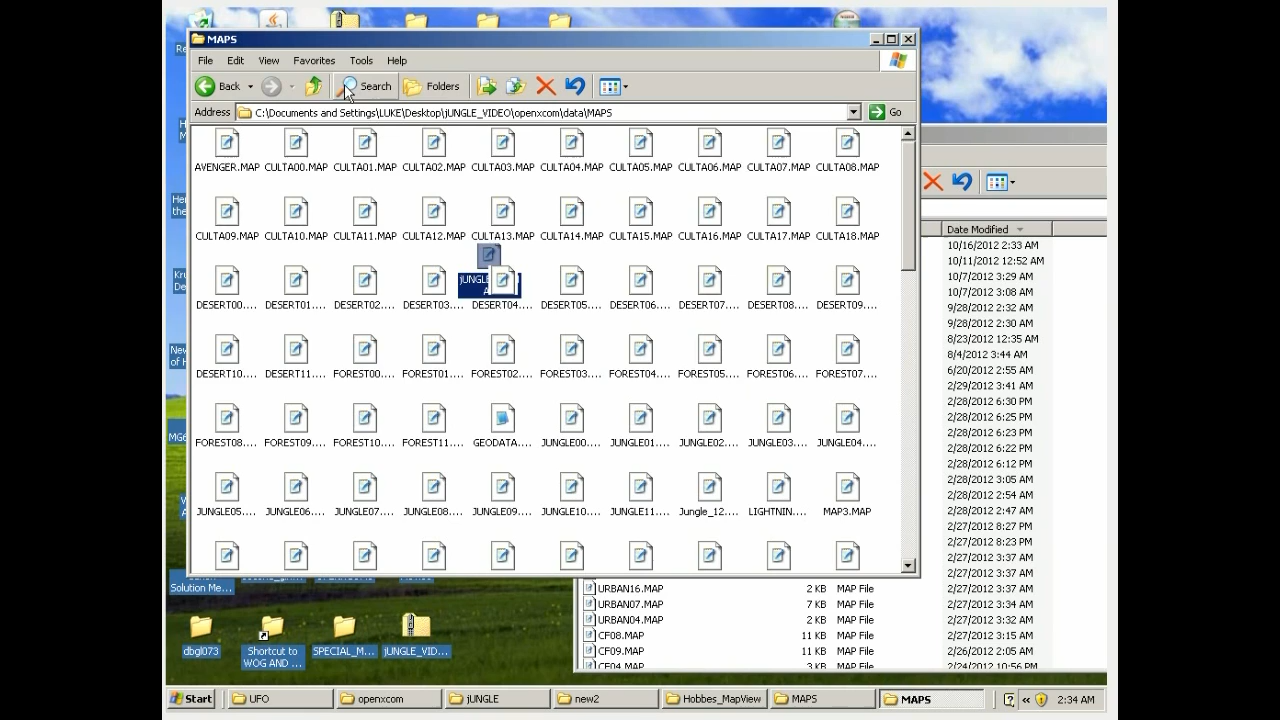 MAPS
File Edit View Favorites Tools Help
Back Search Folders
Address C:\Documents and Settings\LUKE\Desktop\jUNGLE_VIDEO\openxcom\data\MAPS Go
AVENGER.MAP CULTA00.MAP CULTA01.MAP CULTA02.MAP CULTA03.MAP CULTA04.MAP CULTA05.MAP CULTA06.MAP CULTA07.MAP CULTA08.MAP
CULTA09.MAP CULTA10.MAP CULTA11.MAP CULTA12.MAP CULTA13.MAP CULTA14.MAP CULTA15.MAP CULTA16.MAP CULTA17.MAP CULTA18.MAP
DESERT00.... DESERT01.... DESERT02.... DESERT03.... DESERT04.... DESERT05.... DESERT06.... DESERT07.... DESERT08.... DESERT09....
DESERT10.... DESERT11.... FOREST00.... FOREST01.... FOREST02.... FOREST03.... FOREST04.... FOREST05.... FOREST06.... FOREST07....
FOREST08.... FOREST09.... FOREST10.... FOREST11.... GEODATA.... JUNGLE00.... JUNGLE01.... JUNGLE02.... JUNGLE03.... JUNGLE04....
JUNGLE05.... JUNGLE06.... JUNGLE07.... JUNGLE08.... JUNGLE09.... JUNGLE10.... JUNGLE11.... Jungle_12.... LIGHTNIN.... MAP3.MAP
Date Modified
10/16/2012 2:33 AM
10/11/2012 12:52 AM
10/7/2012 3:29 AM
10/7/2012 3:08 AM
9/28/2012 2:32 AM
9/28/2012 2:30 AM
8/23/2012 12:35 AM
8/4/2012 3:44 AM
6/20/2012 2:55 AM
2/29/2012 3:41 AM
2/28/2012 6:30 PM
2/28/2012 6:25 PM
2/28/2012 6:23 PM
2/28/2012 6:22 PM
2/28/2012 6:12 PM
2/28/2012 3:05 AM
2/28/2012 2:54 AM
2/28/2012 2:47 AM
2/27/2012 8:27 PM
2/27/2012 8:23 PM
2/27/2012 3:37 AM
2/27/2012 3:37 AM
URBAN16.MAP 2 KB MAP File 2/27/2012 3:37 AM
URBAN07.MAP 7 KB MAP File 2/27/2012 3:34 AM
URBAN04.MAP 2 KB MAP File 2/27/2012 3:32 AM
CF08.MAP 11 KB MAP File 2/27/2012 3:15 AM
CF09.MAP 11 KB MAP File 2/27/2012 3:15 AM
CF04.MAP 3 KB MAP File 2/24/2012 10:56 PM
Solution Me...
dbgl073
Shortcut to
WOG AND ...
SPECIAL_M...
jUNGLE_VID...
Start UFO openxcom jUNGLE new2 Hobbes_MapView MAPS MAPS 2:34 AM